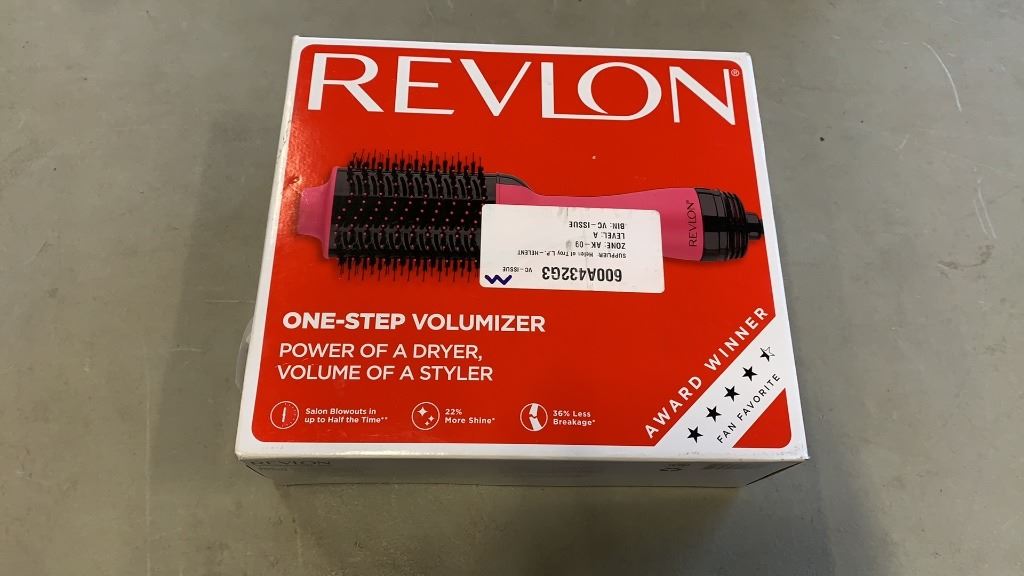 REVLON®
REVLON
600A432G3 VC-ISSUE
SUPPLIER: Helen of Troy L.P. - HELENT
ZONE: AK-09
LEVEL: A
BIN: VC-ISSUE
ONE-STEP VOLUMIZER
POWER OF A DRYER,
VOLUME OF A STYLER
Salon Blowouts in
up to Half the Time**
22%
More Shine*
36% Less
Breakage*
AWARD WINNER
FAN FAVORITE
REVLON